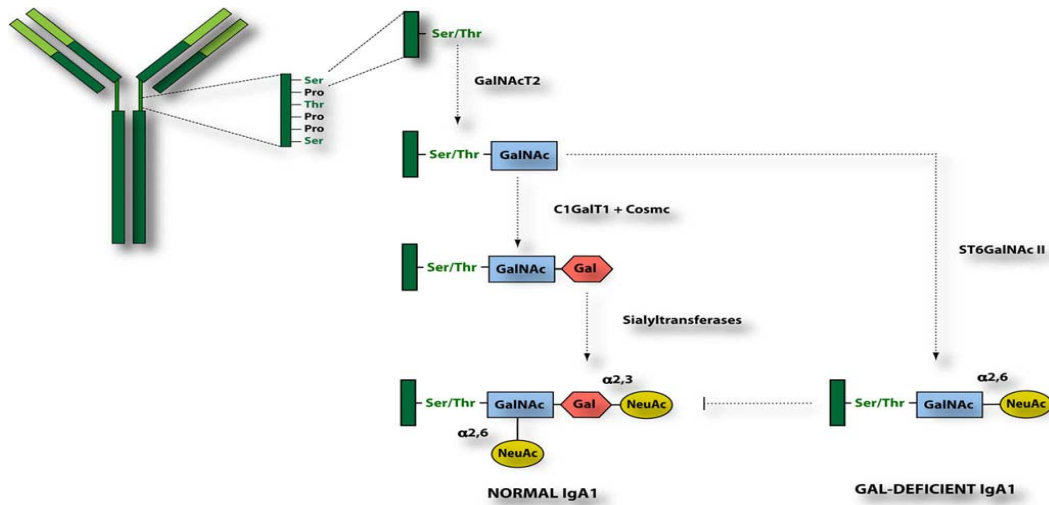 Ser/Thr
Ser
Pro
Thr
Pro
Pro
Ser
GalNAcT2
Ser/Thr GalNAc
C1GalT1 + Cosmc
ST6GalNAc II
Ser/Thr GalNAc Gal
Sialyltransferases
α2,3
α2,6
Ser/Thr GalNAc Gal NeuAc
Ser/Thr GalNAc NeuAc
α2,6
NeuAc
NORMAL IgA1
GAL-DEFICIENT IgA1